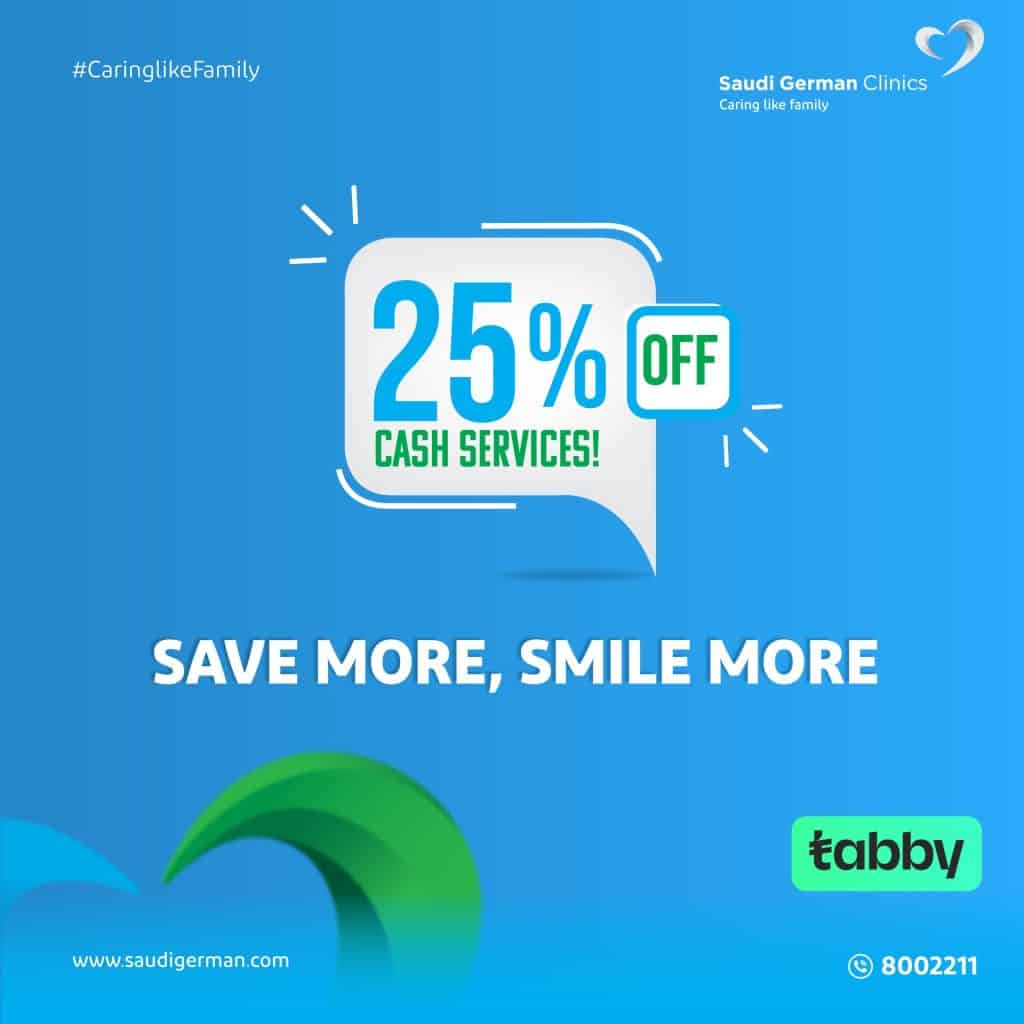 #CaringlikeFamily
Saudi German Clinics
Caring like family
25%
OFF
CASH SERVICES!
SAVE MORE, SMILE MORE
tabby
www.saudigerman.com
8002211